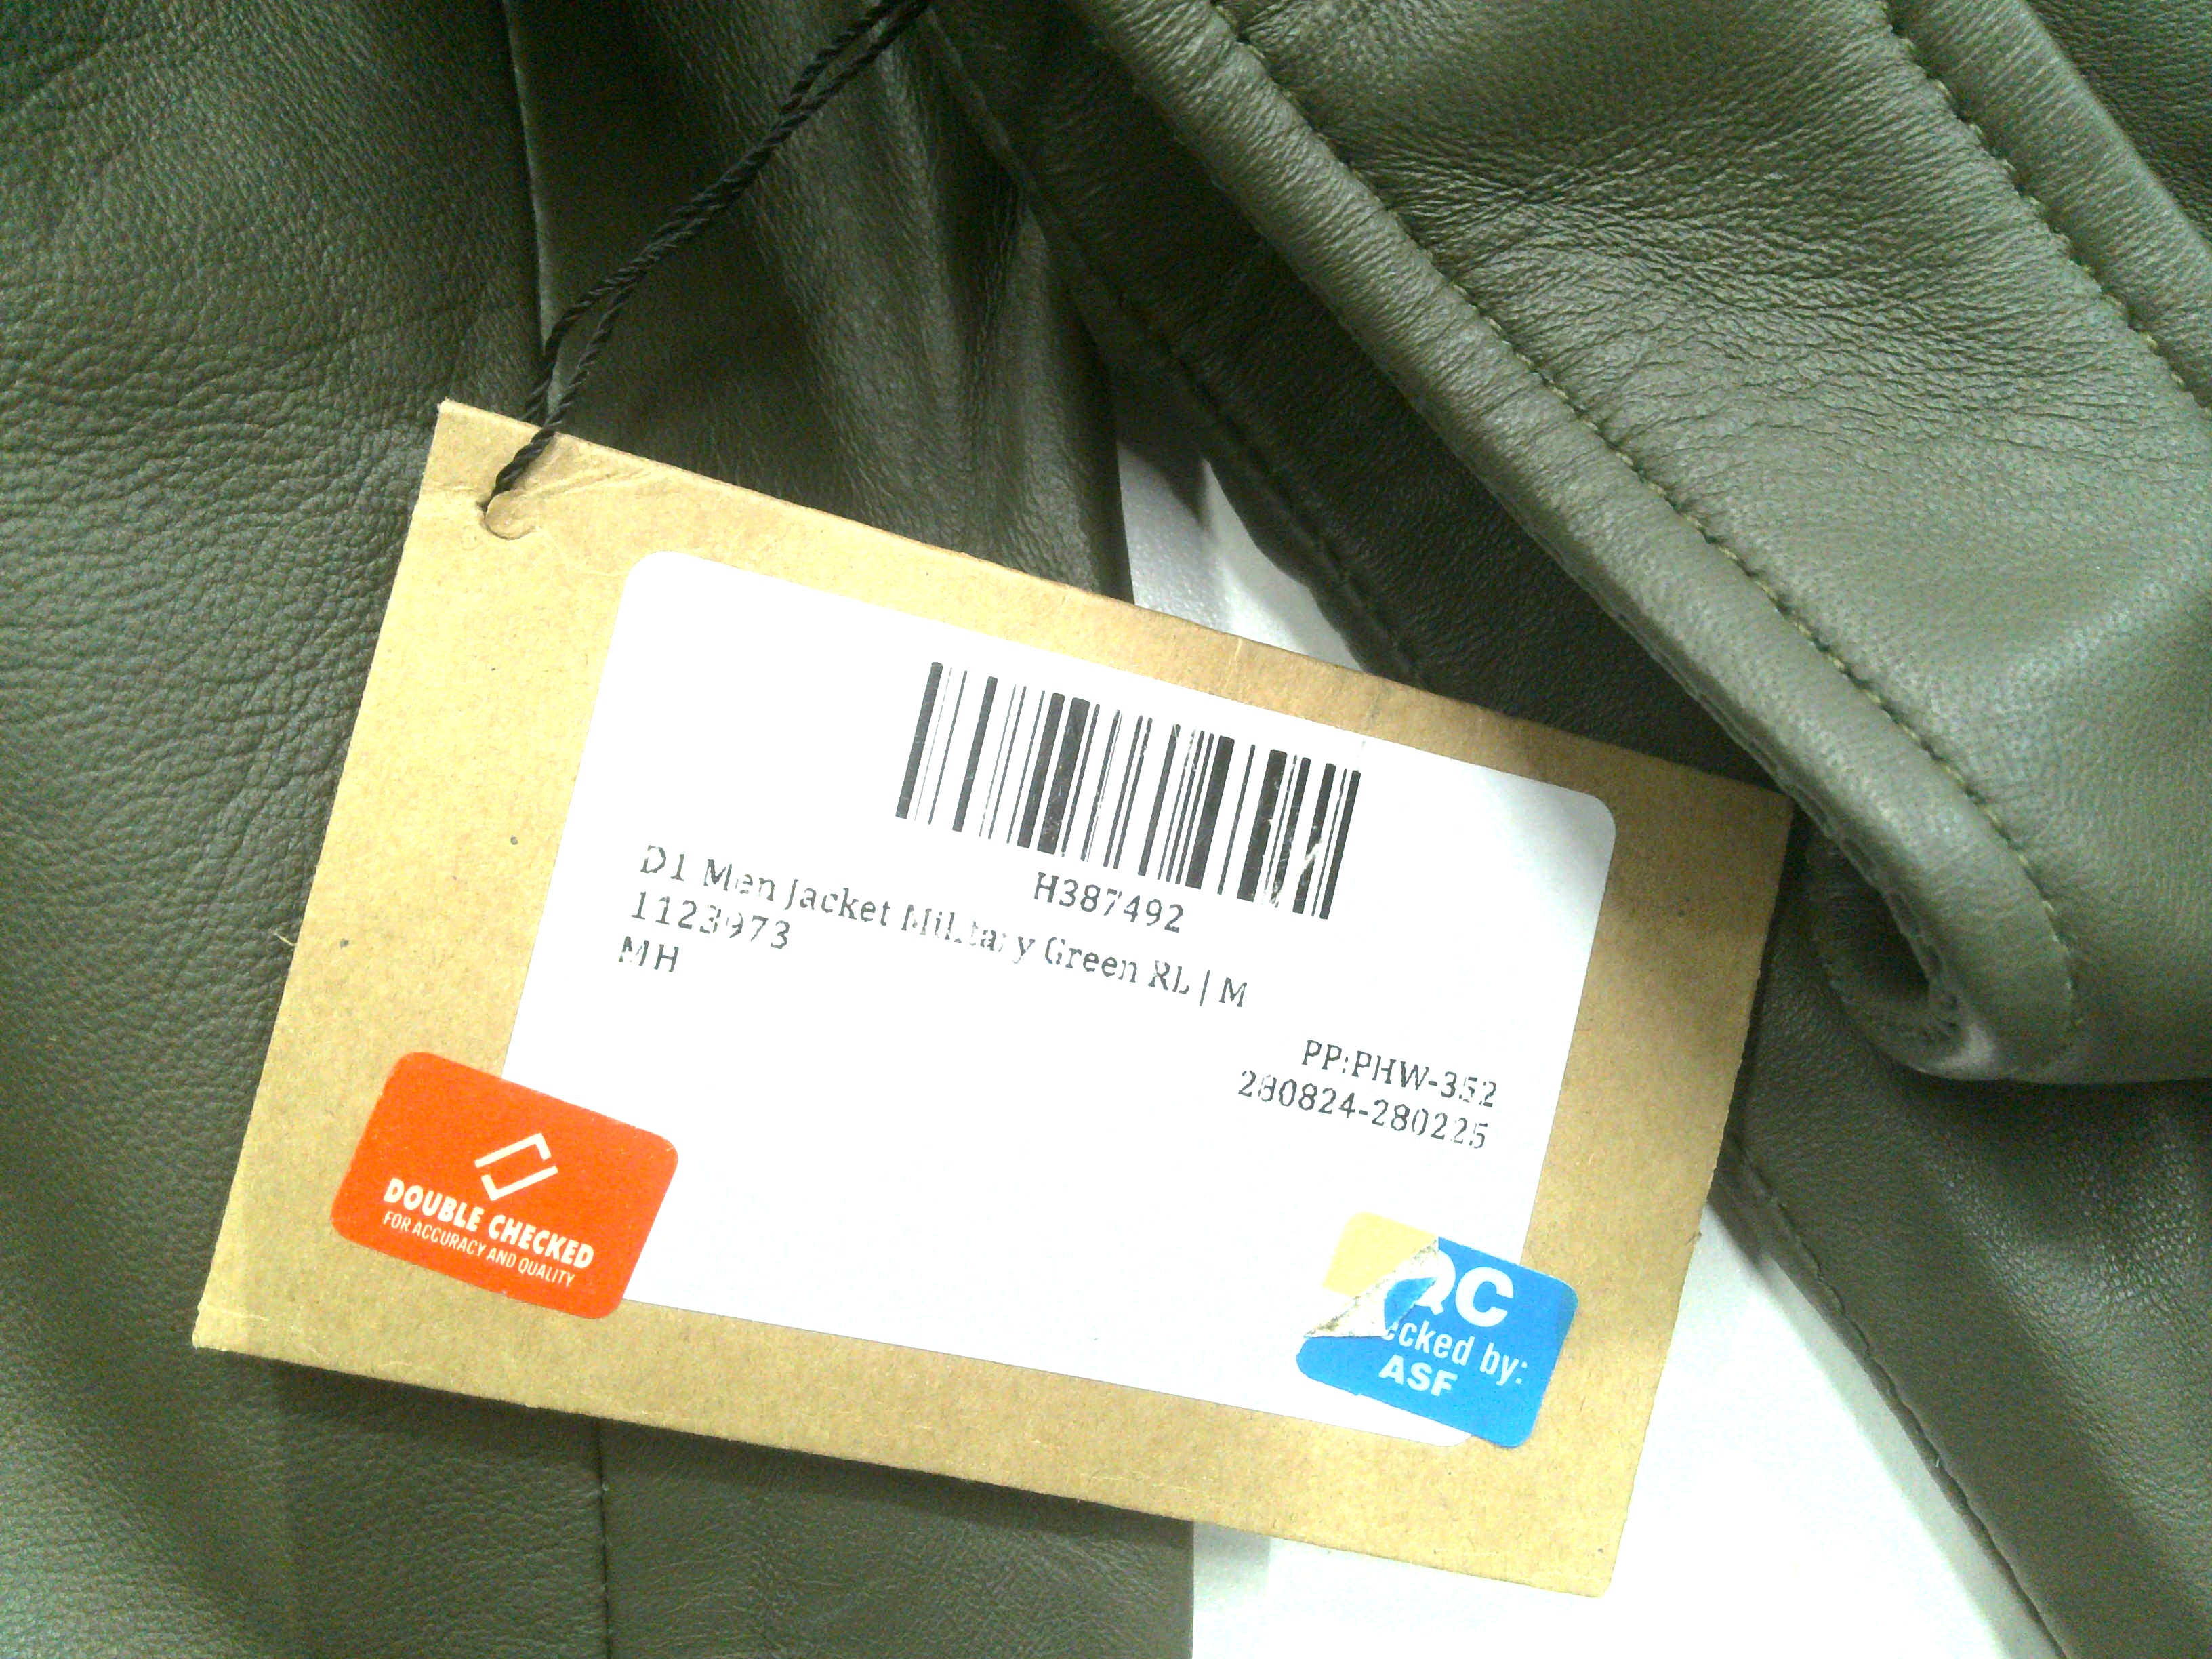 H387492
D1 Men Jacket Military Green RL | M
1123973
MH
PP:PHW-352
280824-280225
DOUBLE CHECKED
FOR ACCURACY AND QUALITY
QC
ecked by:
ASF